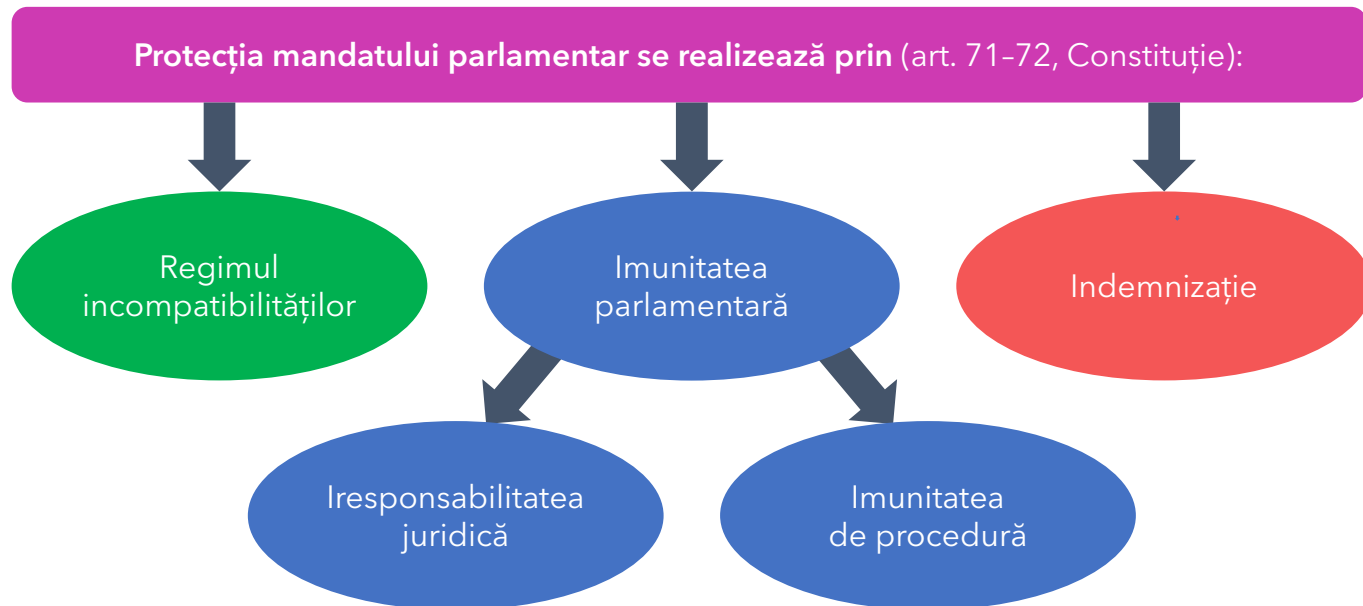 Protecția mandatului parlamentar se realizează prin (art. 71–72, Constituție):
Regimul
incompatibilităților
Imunitatea
parlamentară
Indemnizație
Iresponsabilitatea
juridică
Imunitatea
de procedură